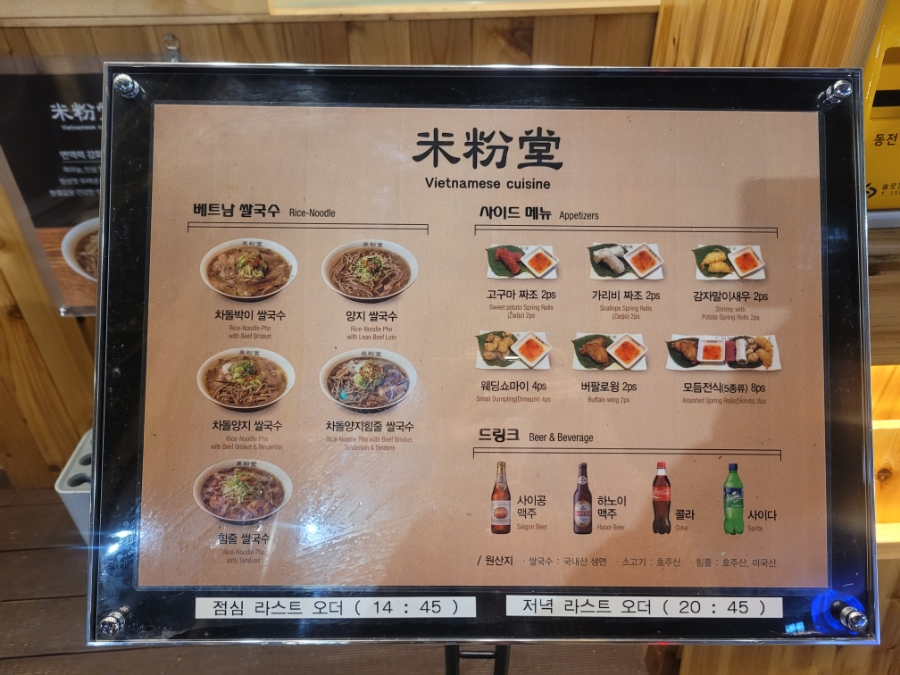 米粉堂
Vietnamese cuisine
베트남 쌀국수 Rice-Noodle
차돌박이 쌀국수
Rice-Noodle Pho
with Beef Brisket
양지 쌀국수
Rice-Noodle Pho
with Lean Beef
차돌양지 쌀국수
Rice-Noodle Pho
with Beef Brisket &
차돌양지힘줄 쌀국수
Rice-Noodle Pho with Beef Brisket,
& Tendons
힘줄 쌀국수
Rice-Noodle Pho
with Tendons
사이드 메뉴 Appetizers
고구마 짜조 2ps
Sweet potato Spring Rolls
(Zadjo) 2ps
가리비 짜조 2ps
Scallops Spring Rolls
(Zadjo) 2ps
감자말이새우 2ps
Shrimp with
Potato Spring Rolls 2ps
웨딩쇼마이 4ps
Small Dumpling(Dimsum) 4ps
버팔로윙 2ps
Buffalo wing 2ps
모듬전식(5종류) 8ps
Assorted Spring Rolls(5kinds) 8ps
드링크 Beer & Beverage
사이공
맥주
Saigon Beer
하노이
맥주
Hanoi Beer
콜라
Coke
사이다
Sprite
/ 원산지 · 쌀국수 : 국내산 생면 · 소고기 : 호주산 · 힘줄 : 호주산, 미국산
점심 라스트 오더 ( 14 : 45 )
저녁 라스트 오더 ( 20 : 45 )
米粉
Vietnamese
동전